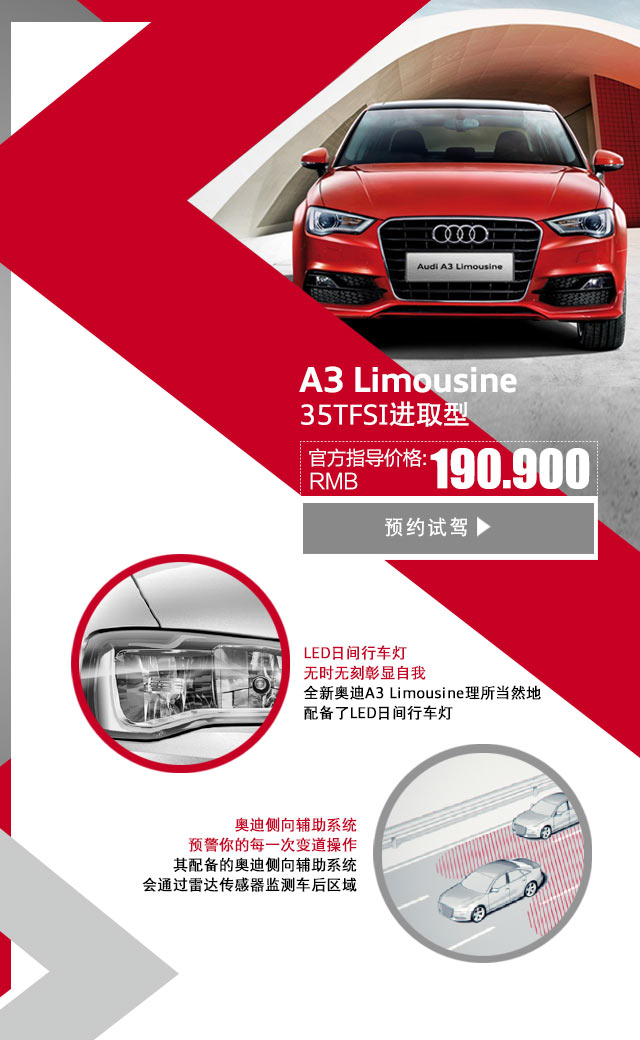 Audi A3 Limousine
A3 Limousine
35TFSI进取型
官方指导价格:
RMB
190.900
预约试驾
LED日间行车灯
无时无刻彰显自我
全新奥迪A3 Limousine理所当然地
配备了LED日间行车灯
奥迪侧向辅助系统
预警你的每一次变道操作
其配备的奥迪侧向辅助系统
会通过雷达传感器监测车后区域